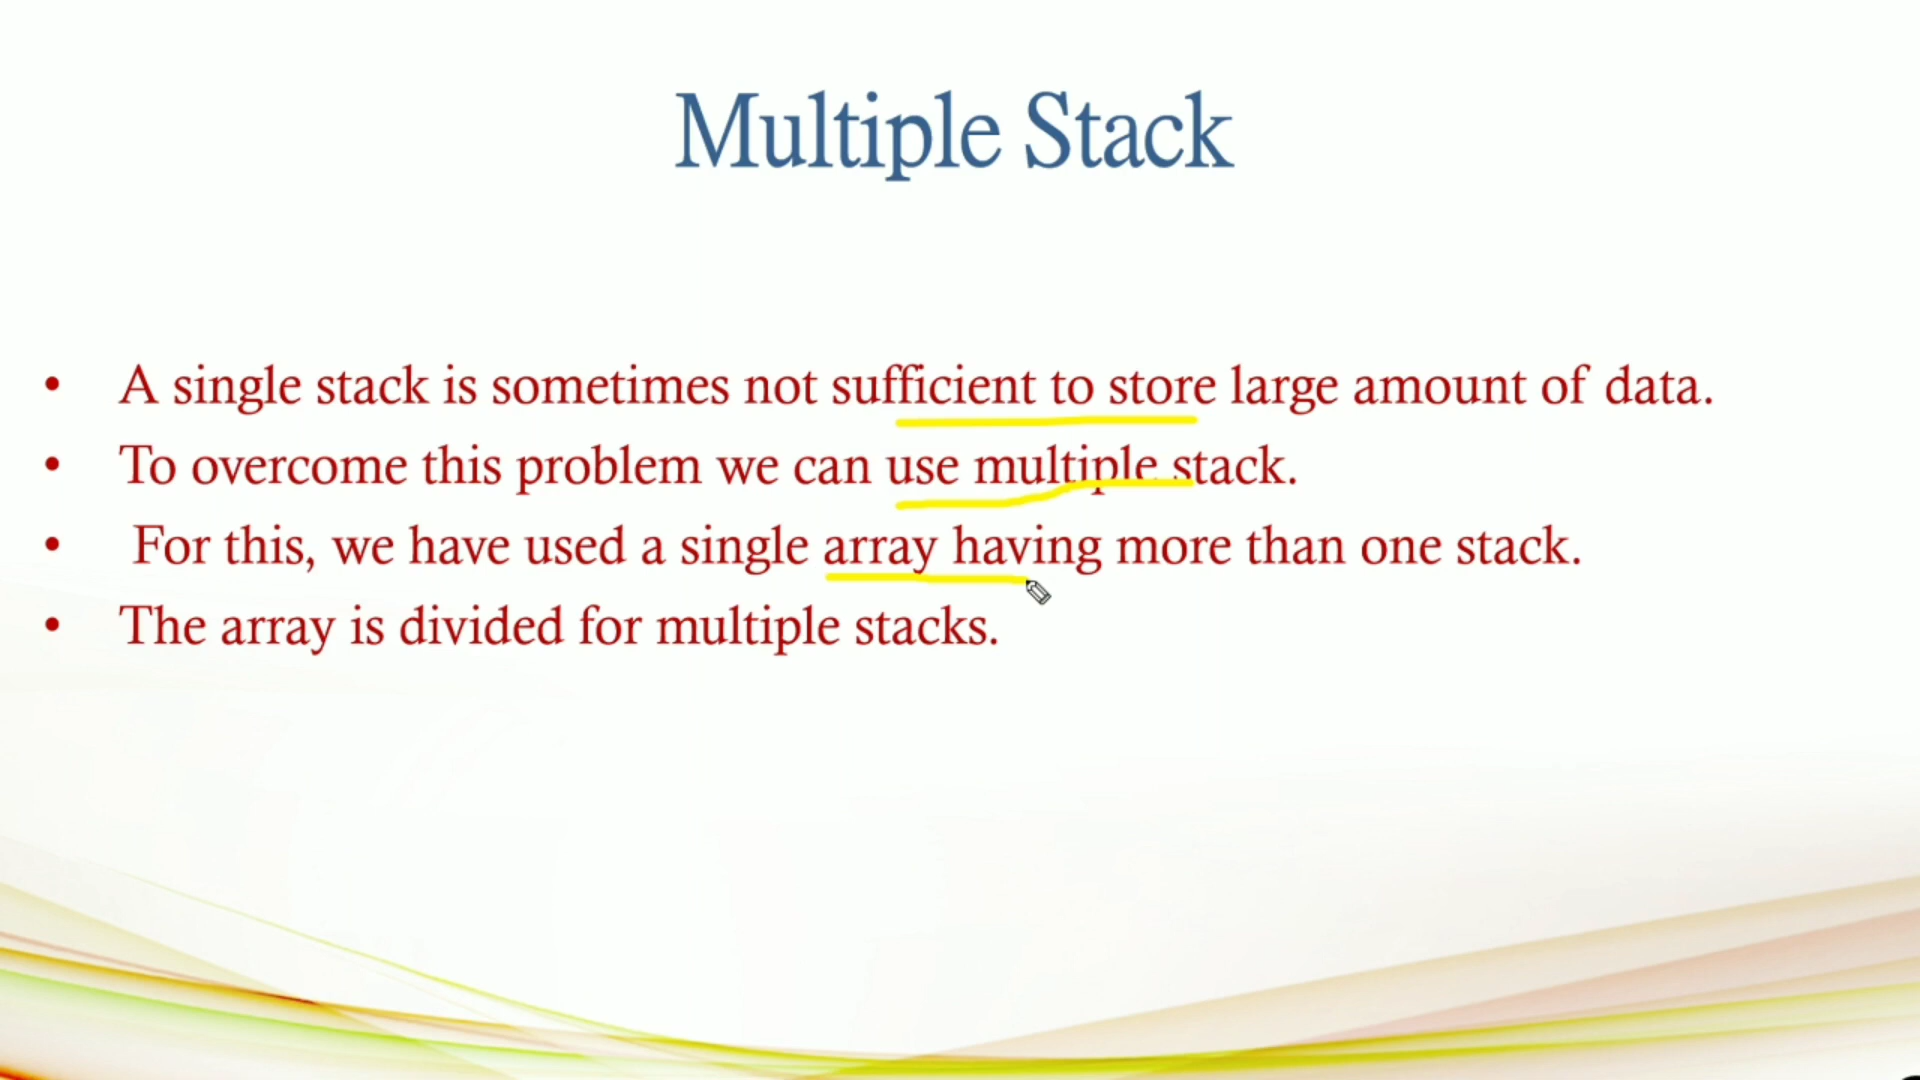 Multiple Stack
• A single stack is sometimes not sufficient to store large amount of data.
• To overcome this problem we can use multiple stack.
• For this, we have used a single array having more than one stack.
• The array is divided for multiple stacks.